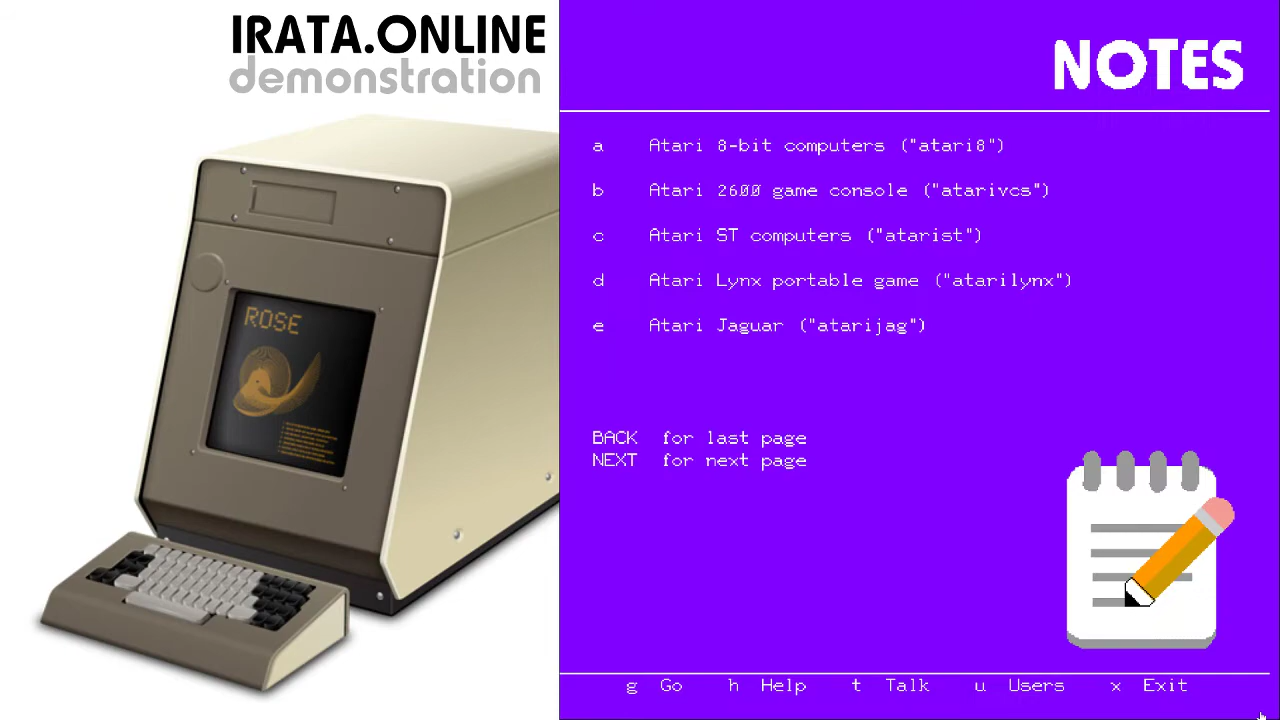 IRATA.ONLINE
demonstration
ROSE
NOTES
a Atari 8-bit computers ("atari8")
b Atari 2600 game console ("atarivcs")
c Atari ST computers ("atarist")
d Atari Lynx portable game ("atarilynx")
e Atari Jaguar ("atarijag")
BACK for last page
NEXT for next page
g Go h Help t Talk u Users x Exit